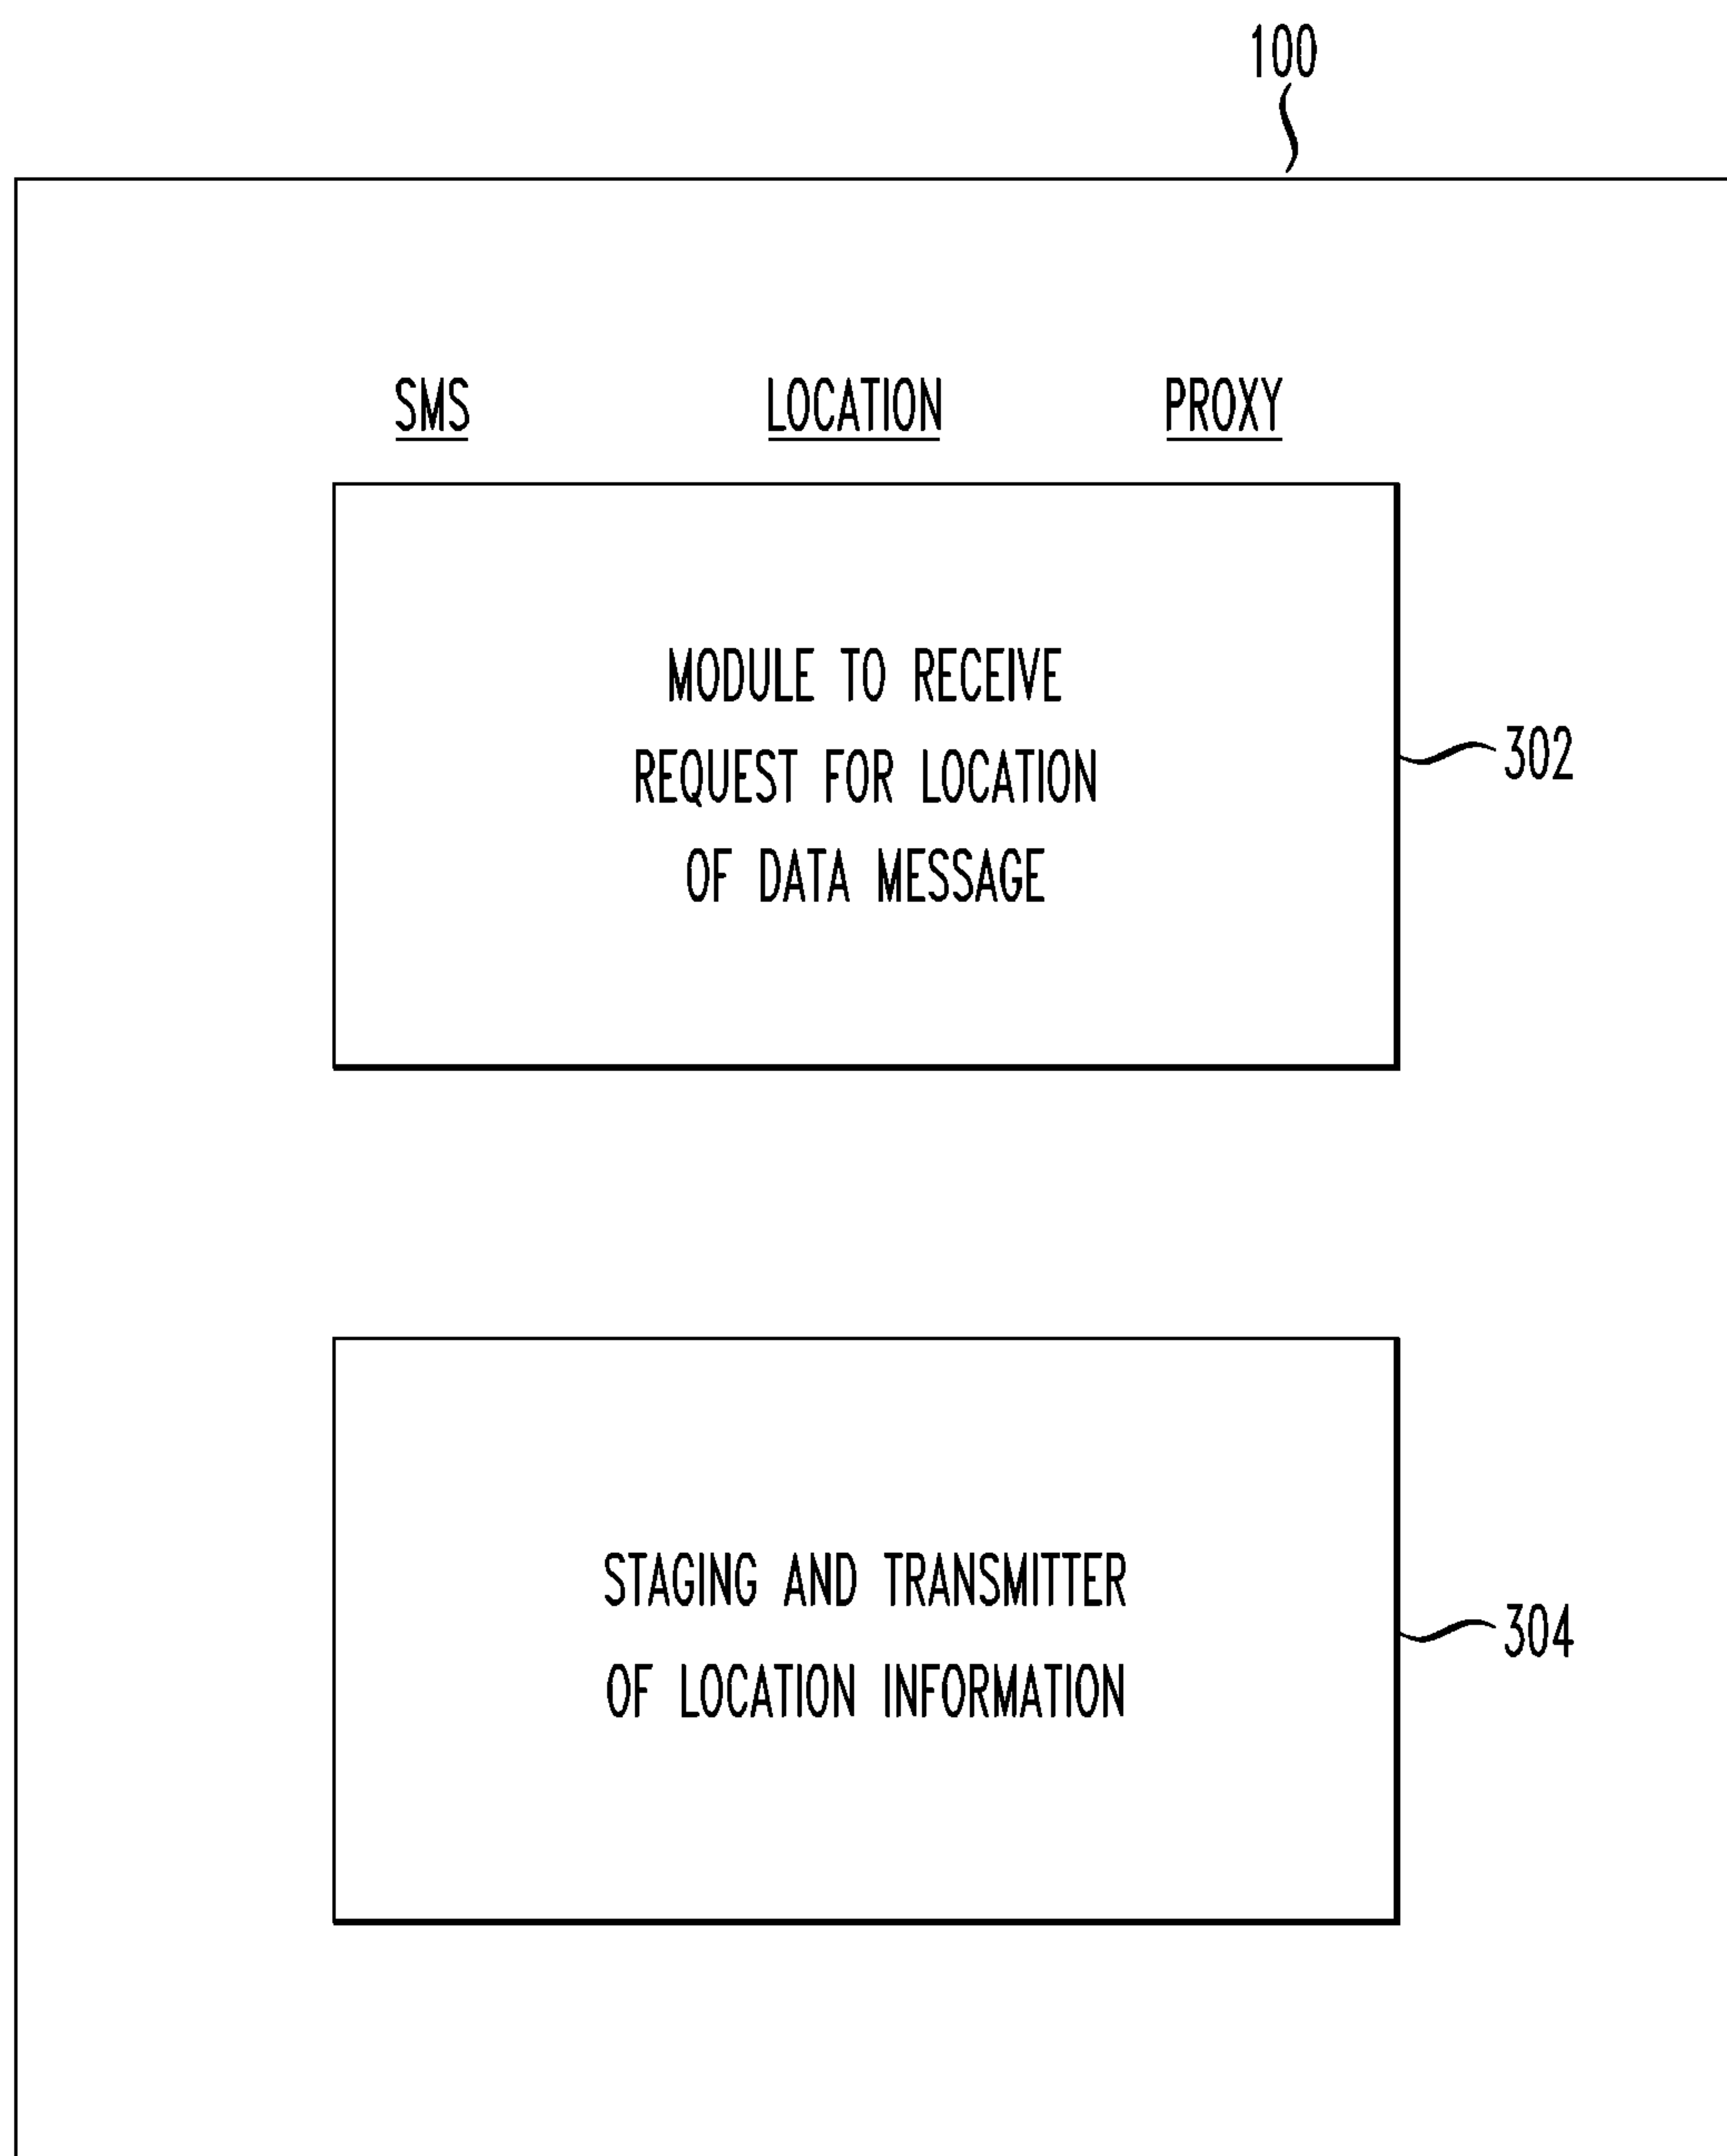 100
SMS LOCATION PROXY
MODULE TO RECEIVE
REQUEST FOR LOCATION
OF DATA MESSAGE
302
STAGING AND TRANSMITTER
OF LOCATION INFORMATION
304